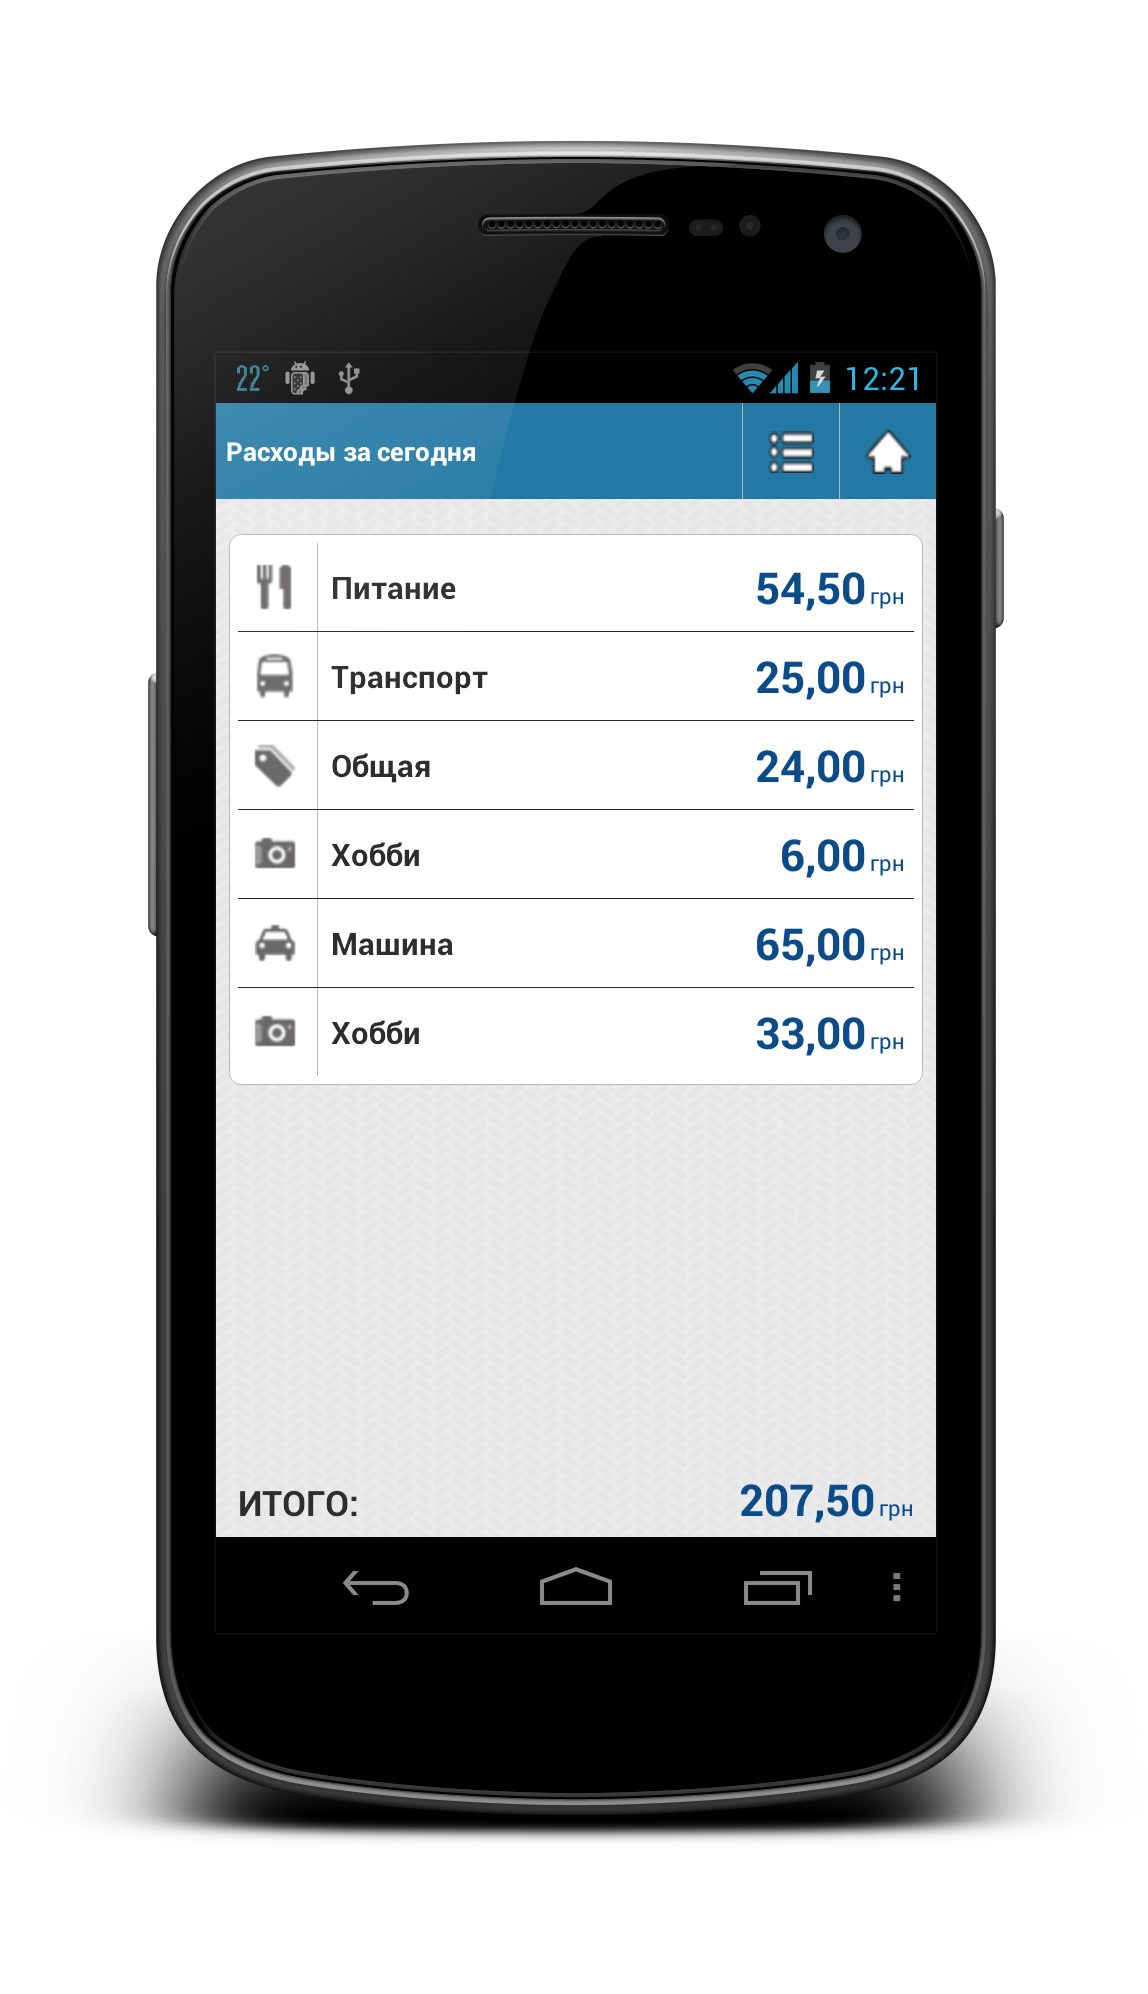 22° 12:21
Расходы за сегодня
Питание 54,50 грн
Транспорт 25,00 грн
Общая 24,00 грн
Хобби 6,00 грн
Машина 65,00 грн
Хобби 33,00 грн
ИТОГО: 207,50 грн